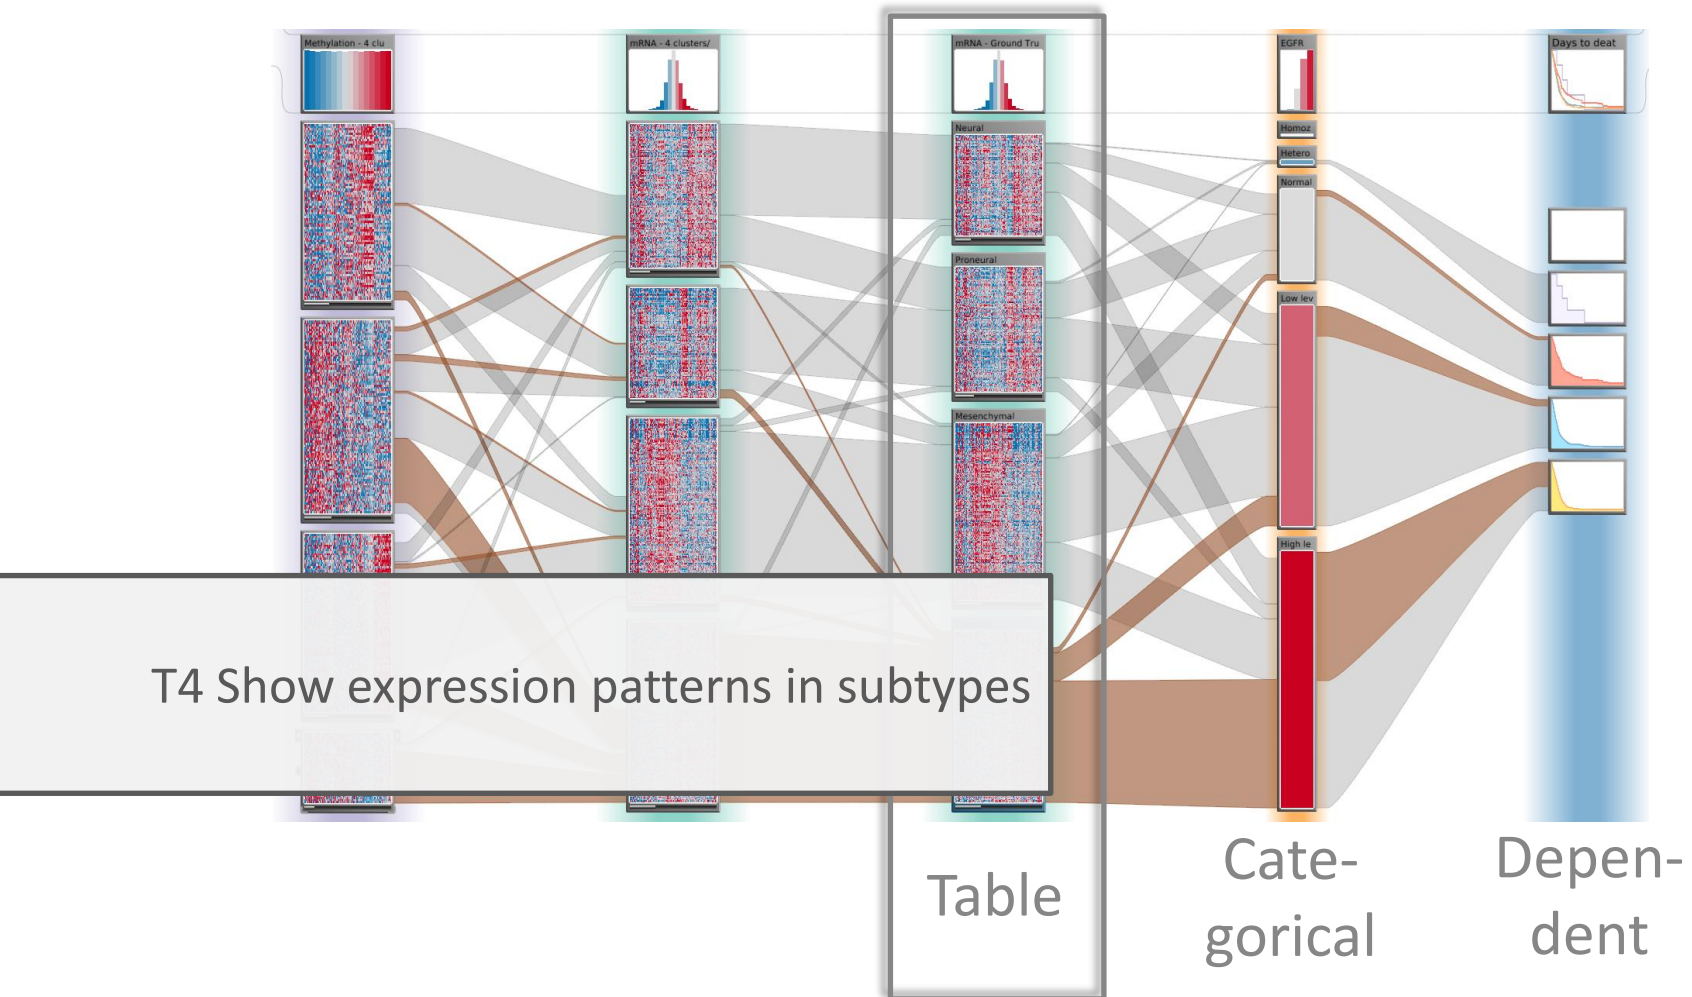 Methylation - 4 clu
mRNA - 4 clusters/
mRNA - Ground Tru
EGFR
Days to deat
Neural
Homoz
Hetero
Normal
Proneural
Low lev
Mesenchymal
High le
T4 Show expression patterns in subtypes
Table
Cate-
gorical
Depen-
dent